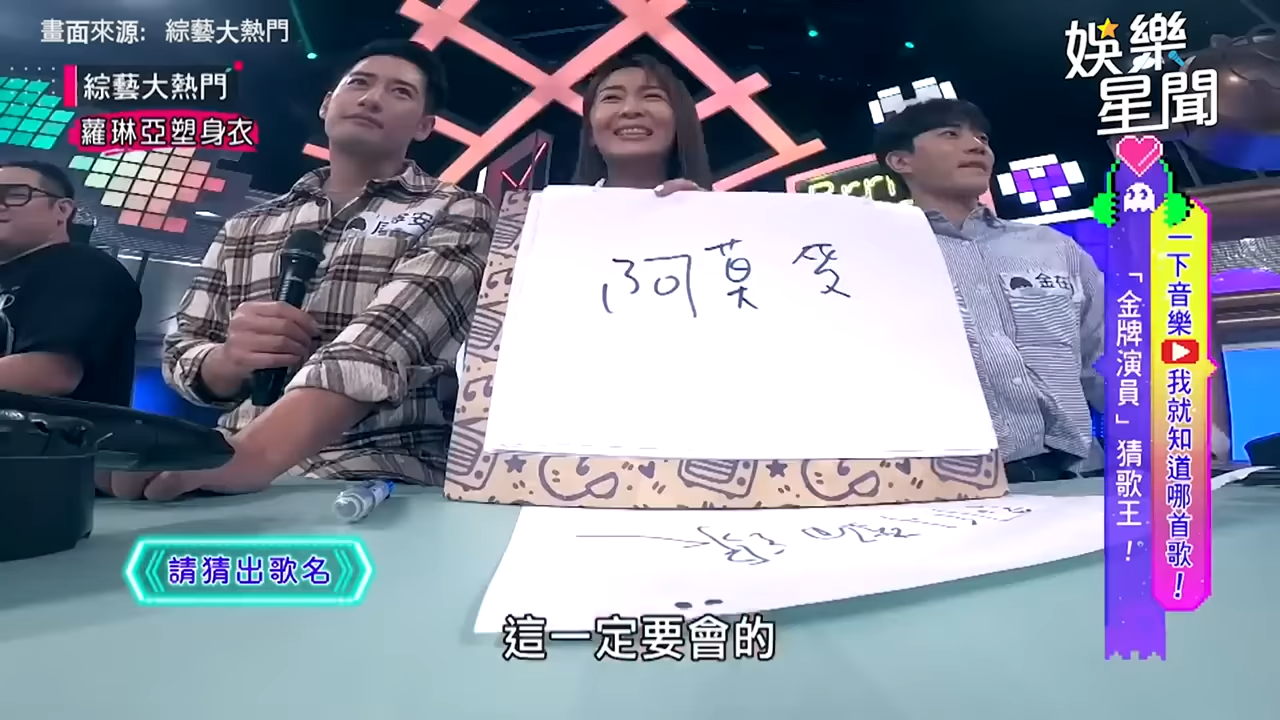 畫面來源: 綜藝大熱門
綜藝大熱門
蘿琳亞塑身衣
娛樂
星聞
一下音樂 我就知道哪首歌!
「金牌演員」猜歌王!
阿莫
請猜出歌名
這一定要會的